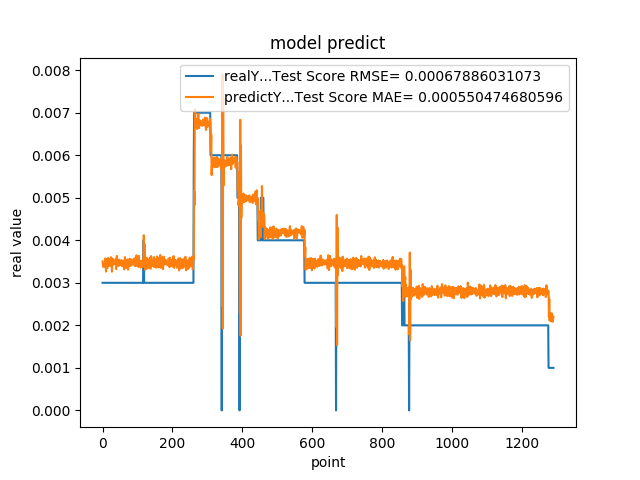 model predict
realY...Test Score RMSE= 0.00067886031073
predictY...Test Score MAE= 0.000550474680596
real value
0.008
0.007
0.006
0.005
0.004
0.003
0.002
0.001
0.000
0 200 400 600 800 1000 1200
point